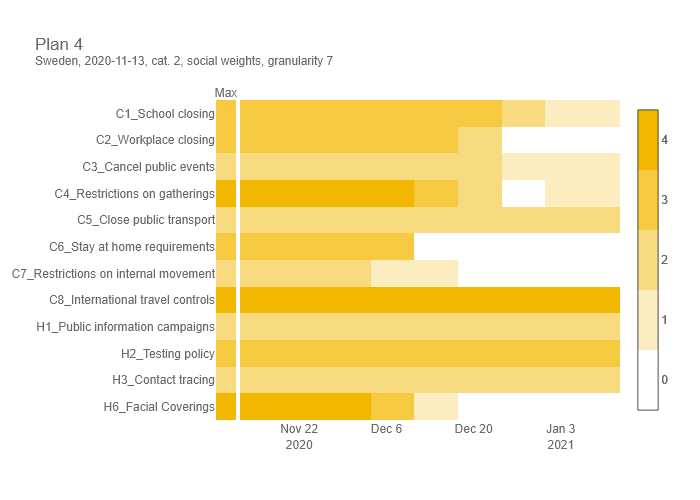 Plan 4
Sweden, 2020-11-13, cat. 2, social weights, granularity 7
Max
C1_School closing
C2_Workplace closing
C3_Cancel public events
C4_Restrictions on gatherings
C5_Close public transport
C6_Stay at home requirements
C7_Restrictions on internal movement
C8_International travel controls
H1_Public information campaigns
H2_Testing policy
H3_Contact tracing
H6_Facial Coverings
4
3
2
1
0
Nov 22 Dec 6 Dec 20 Jan 3
2020 2021